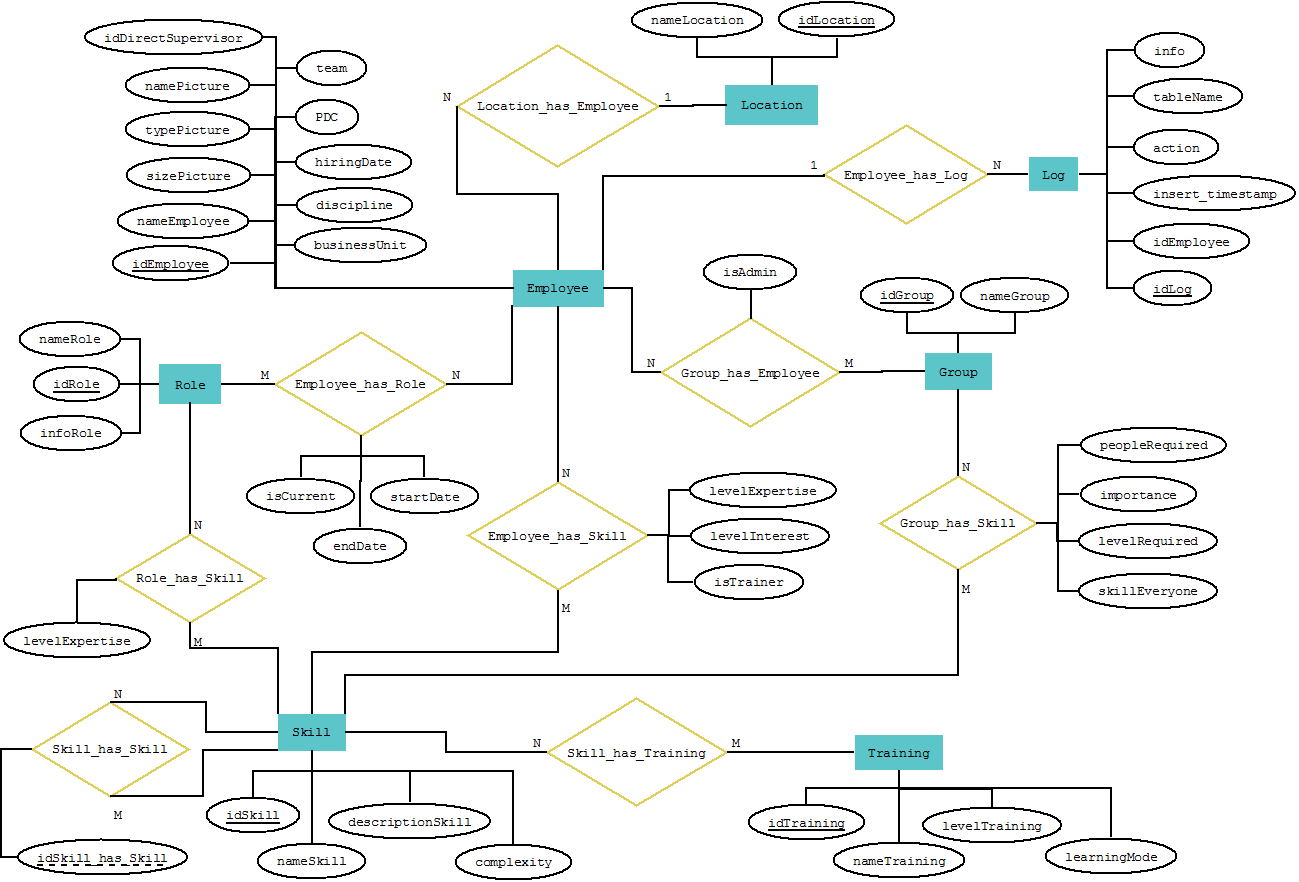 nameLocation
idLocation
idDirectSupervisor
team
info
namePicture
Location_has_Employee
N
1
Location
tableName
typePicture
PDC
action
sizePicture
hiringDate
1
Employee_has_Log
N
Log
insert_timestamp
nameEmployee
discipline
idEmployee
idEmployee
businessUnit
idLog
Employee
isAdmin
idGroup
nameGroup
nameRole
idRole
Role
M
Employee_has_Role
N
N
Group_has_Employee
M
Group
infoRole
peopleRequired
isCurrent
startDate
endDate
N
levelExpertise
N
importance
N
Employee_has_Skill
levelInterest
Group_has_Skill
levelRequired
Role_has_Skill
isTrainer
skillEveryone
levelExpertise
M
M
M
N
Skill_has_Skill
Skill
N
Skill_has_Training
M
Training
M
idSkill
descriptionSkill
idTraining
levelTraining
idSkill_has_Skill
nameSkill
complexity
nameTraining
learningMode